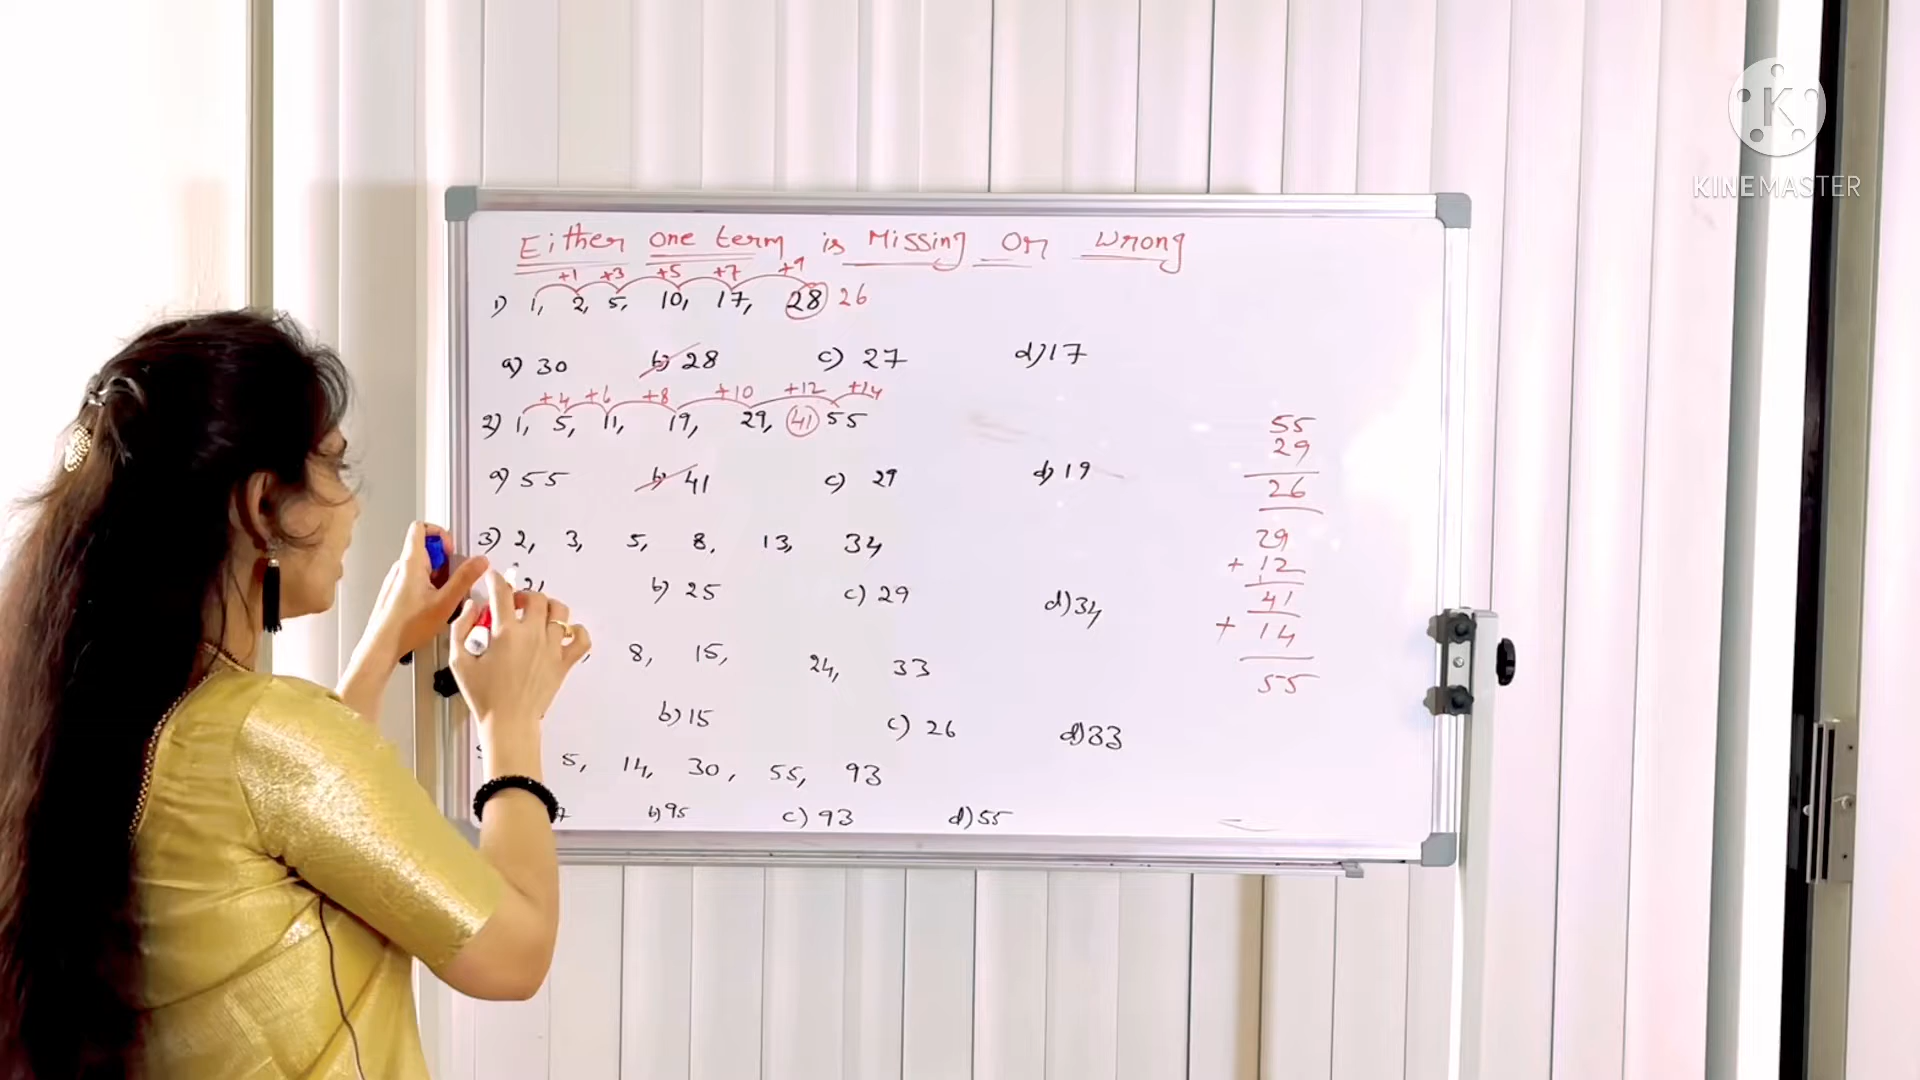 Either one term is Missing or Wrong
+1 +3 +5 +7 +9
1) 1, 2, 5, 10, 17, 28 26
a) 30 b) 28 c) 27 d) 17
+4 +6 +8 +10 +12 +14
2) 1, 5, 11, 19, 29, 41 55
a) 55 b) 41 c) 29 d) 19
3) 2, 3, 5, 8, 13, 34
21 b) 25 c) 29 d) 34
8, 15, 24, 33
b) 15 c) 26 d) 33
5, 14, 30, 55, 93
b) 95 c) 93 d) 55
55
29
26
29
+ 12
41
+ 14
55
KINEMASTER